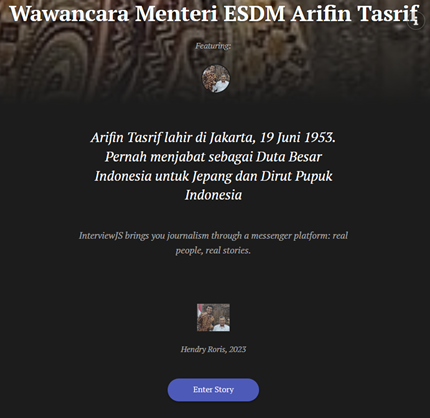 Wawancara Menteri ESDM Arifin Tasrif
Featuring:
Arifin Tasrif lahir di Jakarta, 19 Juni 1953.
Pernah menjabat sebagai Duta Besar
Indonesia untuk Jepang dan Dirut Pupuk
Indonesia
InterviewJS brings you journalism through a messenger platform: real
people, real stories.
Hendry Roris, 2023
Enter Story